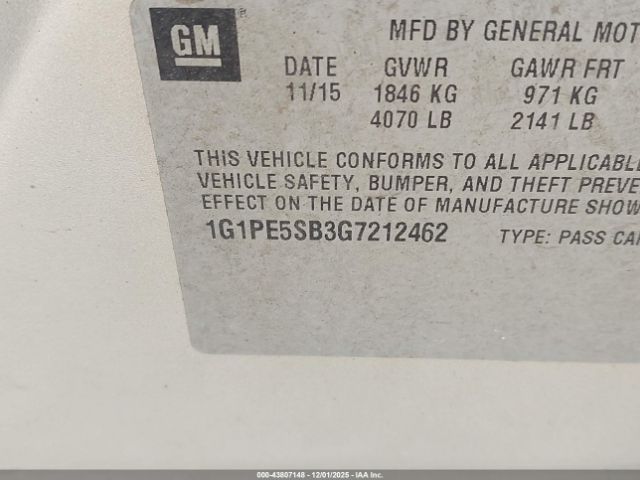 GM
MFD BY GENERAL MOT
DATE GVWR GAWR FRT
11/15 1846 KG 971 KG
4070 LB 2141 LB
THIS VEHICLE CONFORMS TO ALL APPLICABLE
VEHICLE SAFETY, BUMPER, AND THEFT PREVE
EFFECT ON THE DATE OF MANUFACTURE SHOW
1G1PE5SB3G7212462 TYPE: PASS CA
000-43807148 - 12/01/2025 - IAA Inc.